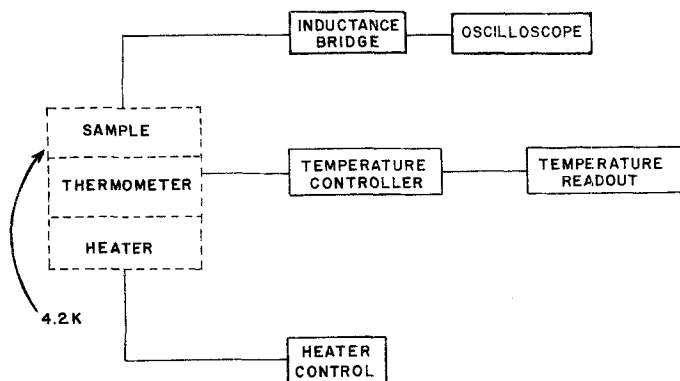 INDUCTANCE
BRIDGE
OSCILLOSCOPE
SAMPLE
THERMOMETER
HEATER
TEMPERATURE
CONTROLLER
TEMPERATURE
READOUT
4.2K
HEATER
CONTROL